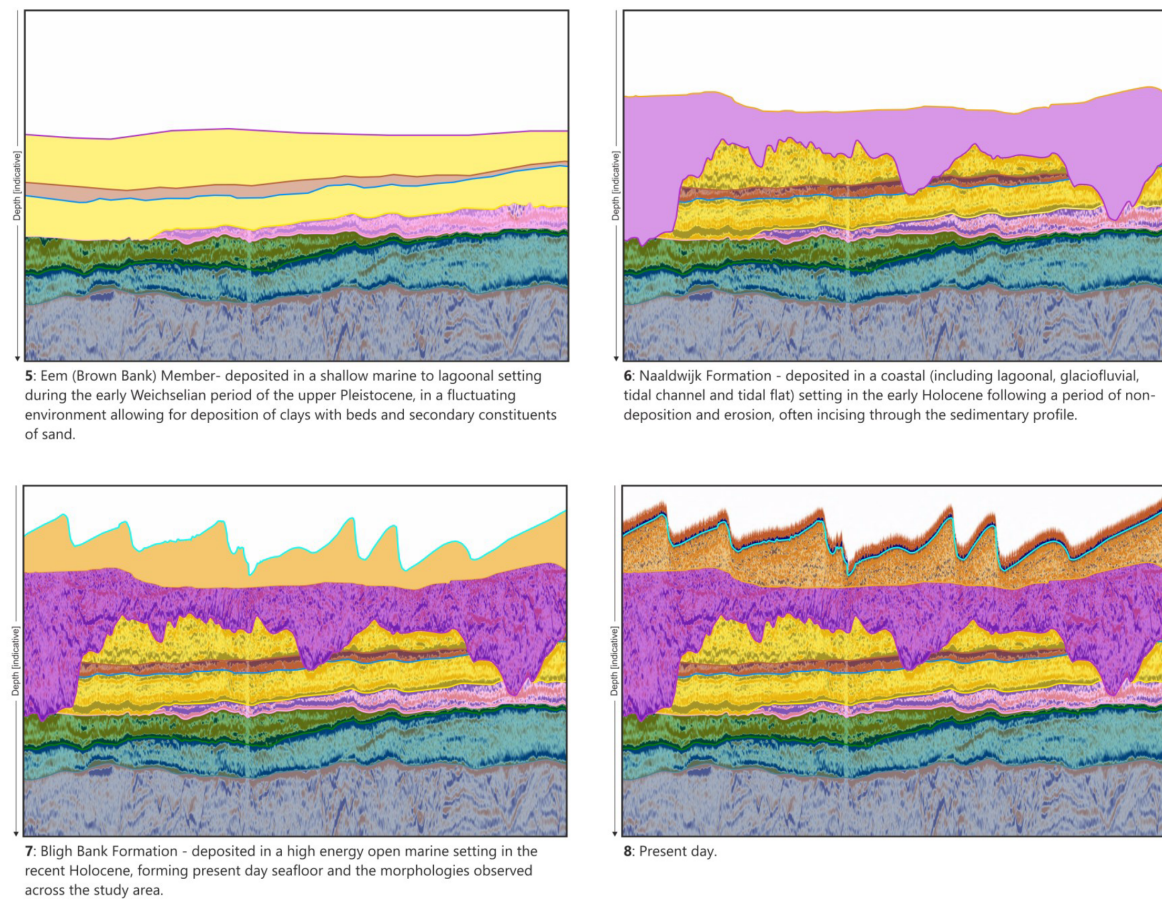 Depth [indicative]
Depth [indicative]
5: Eem (Brown Bank) Member- deposited in a shallow marine to lagoonal setting
during the early Weichselian period of the upper Pleistocene, in a fluctuating
environment allowing for deposition of clays with beds and secondary constituents
of sand.
6: Naaldwijk Formation - deposited in a coastal (including lagoonal, glaciofluvial,
tidal channel and tidal flat) setting in the early Holocene following a period of non-
deposition and erosion, often incising through the sedimentary profile.
Depth [indicative]
Depth [indicative]
7: Bligh Bank Formation - deposited in a high energy open marine setting in the
recent Holocene, forming present day seafloor and the morphologies observed
across the study area.
8: Present day.